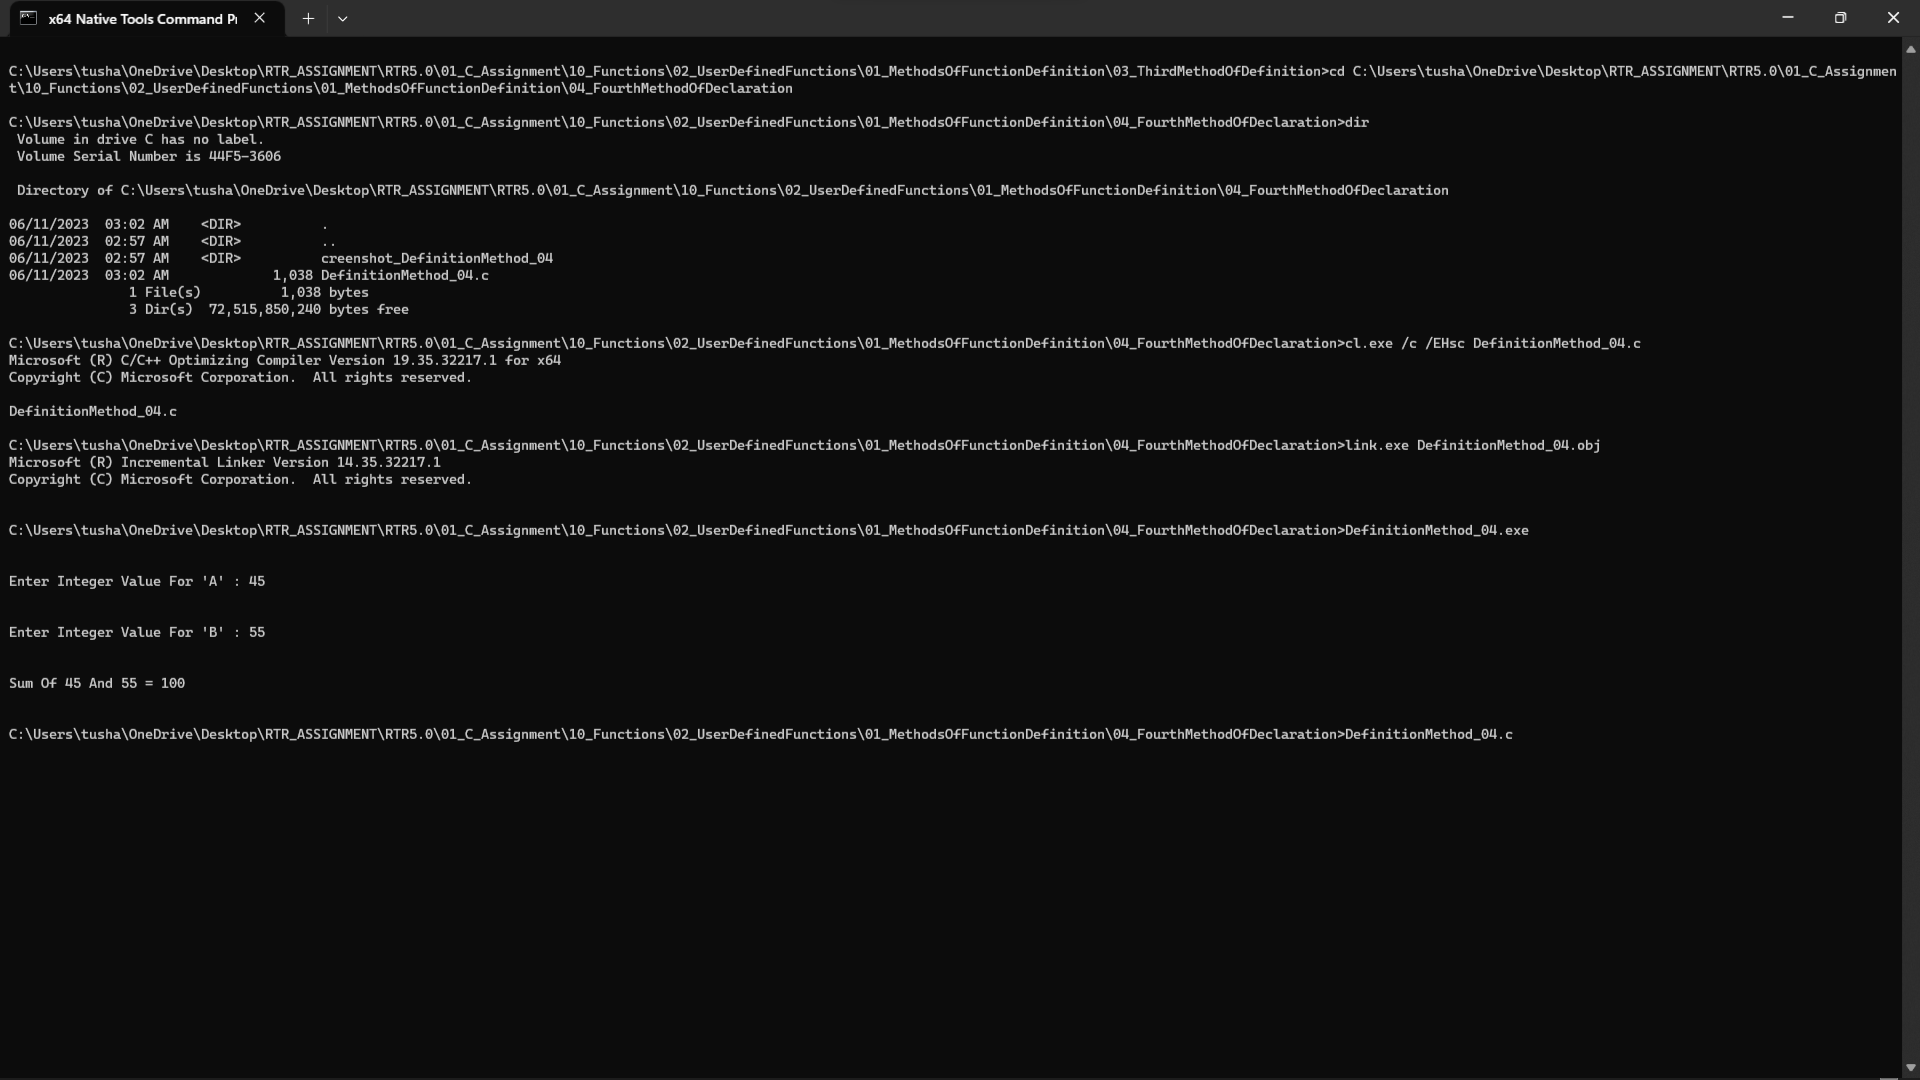 x64 Native Tools Command P
C:\Users\tusha\OneDrive\Desktop\RTR_ASSIGNMENT\RTR5.0\01_C_Assignment\10_Functions\02_UserDefinedFunctions\01_MethodsOfFunctionDefinition\03_ThirdMethodOfDefinition>cd C:\Users\tusha\OneDrive\Desktop\RTR_ASSIGNMENT\RTR5.0\01_C_Assignmen
t\10_Functions\02_UserDefinedFunctions\01_MethodsOfFunctionDefinition\04_FourthMethodOfDeclaration
C:\Users\tusha\OneDrive\Desktop\RTR_ASSIGNMENT\RTR5.0\01_C_Assignment\10_Functions\02_UserDefinedFunctions\01_MethodsOfFunctionDefinition\04_FourthMethodOfDeclaration>dir
Volume in drive C has no label.
Volume Serial Number is 44F5-3606
Directory of C:\Users\tusha\OneDrive\Desktop\RTR_ASSIGNMENT\RTR5.0\01_C_Assignment\10_Functions\02_UserDefinedFunctions\01_MethodsOfFunctionDefinition\04_FourthMethodOfDeclaration
06/11/2023  03:02 AM    <DIR>          .
06/11/2023  02:57 AM    <DIR>          ..
06/11/2023  02:57 AM    <DIR>          creenshot_DefinitionMethod_04
06/11/2023  03:02 AM             1,038 DefinitionMethod_04.c
1 File(s)          1,038 bytes
3 Dir(s)  72,515,850,240 bytes free
C:\Users\tusha\OneDrive\Desktop\RTR_ASSIGNMENT\RTR5.0\01_C_Assignment\10_Functions\02_UserDefinedFunctions\01_MethodsOfFunctionDefinition\04_FourthMethodOfDeclaration>cl.exe /c /EHsc DefinitionMethod_04.c
Microsoft (R) C/C++ Optimizing Compiler Version 19.35.32217.1 for x64
Copyright (C) Microsoft Corporation.  All rights reserved.
DefinitionMethod_04.c
C:\Users\tusha\OneDrive\Desktop\RTR_ASSIGNMENT\RTR5.0\01_C_Assignment\10_Functions\02_UserDefinedFunctions\01_MethodsOfFunctionDefinition\04_FourthMethodOfDeclaration>link.exe DefinitionMethod_04.obj
Microsoft (R) Incremental Linker Version 14.35.32217.1
Copyright (C) Microsoft Corporation.  All rights reserved.
C:\Users\tusha\OneDrive\Desktop\RTR_ASSIGNMENT\RTR5.0\01_C_Assignment\10_Functions\02_UserDefinedFunctions\01_MethodsOfFunctionDefinition\04_FourthMethodOfDeclaration>DefinitionMethod_04.exe
Enter Integer Value For 'A' : 45
Enter Integer Value For 'B' : 55
Sum Of 45 And 55 = 100
C:\Users\tusha\OneDrive\Desktop\RTR_ASSIGNMENT\RTR5.0\01_C_Assignment\10_Functions\02_UserDefinedFunctions\01_MethodsOfFunctionDefinition\04_FourthMethodOfDeclaration>DefinitionMethod_04.c